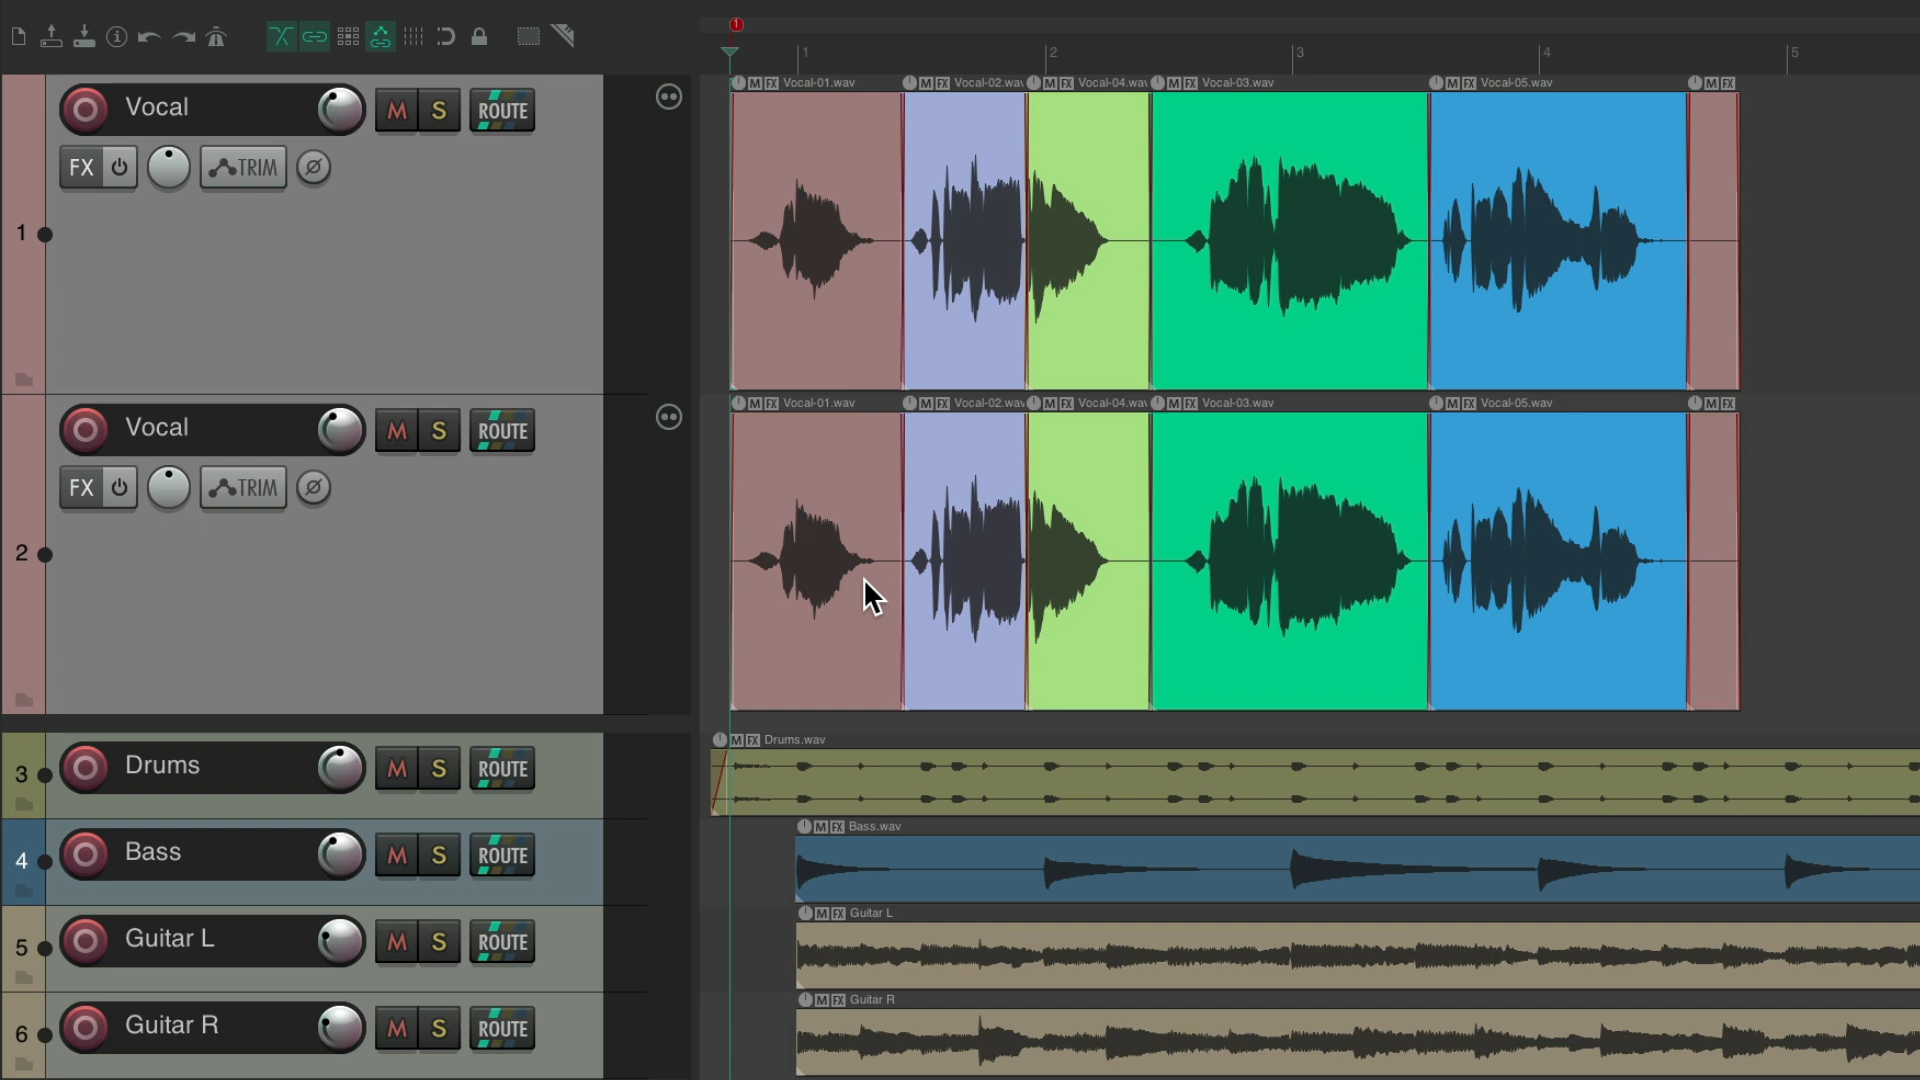 1
1 2 3 4 5
M FX Vocal-01.wav M FX Vocal-02.wav M FX Vocal-04.wav M FX Vocal-03.wav M FX Vocal-05.wav M FX
Vocal M S ROUTE
FX TRIM
1
M FX Vocal-01.wav M FX Vocal-02.wav M FX Vocal-04.wav M FX Vocal-03.wav M FX Vocal-05.wav M FX
Vocal M S ROUTE
FX TRIM
2
M FX Drums.wav
3 Drums M S ROUTE
M FX Bass.wav
4 Bass M S ROUTE
M FX Guitar L
5 Guitar L M S ROUTE
M FX Guitar R
6 Guitar R M S ROUTE